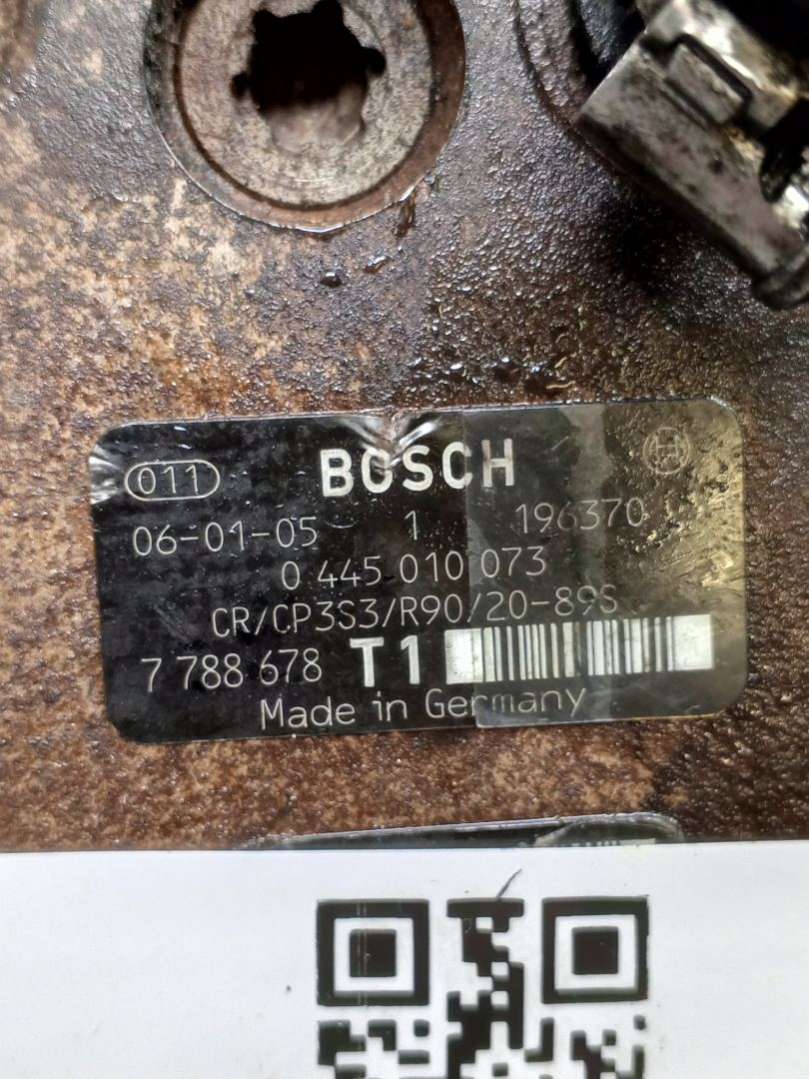 011 BOSCH
06-01-05 1 196370
0 445 010 073
CR/CP3S3/R90/20-89S
7 788 678 T1
Made in Germany